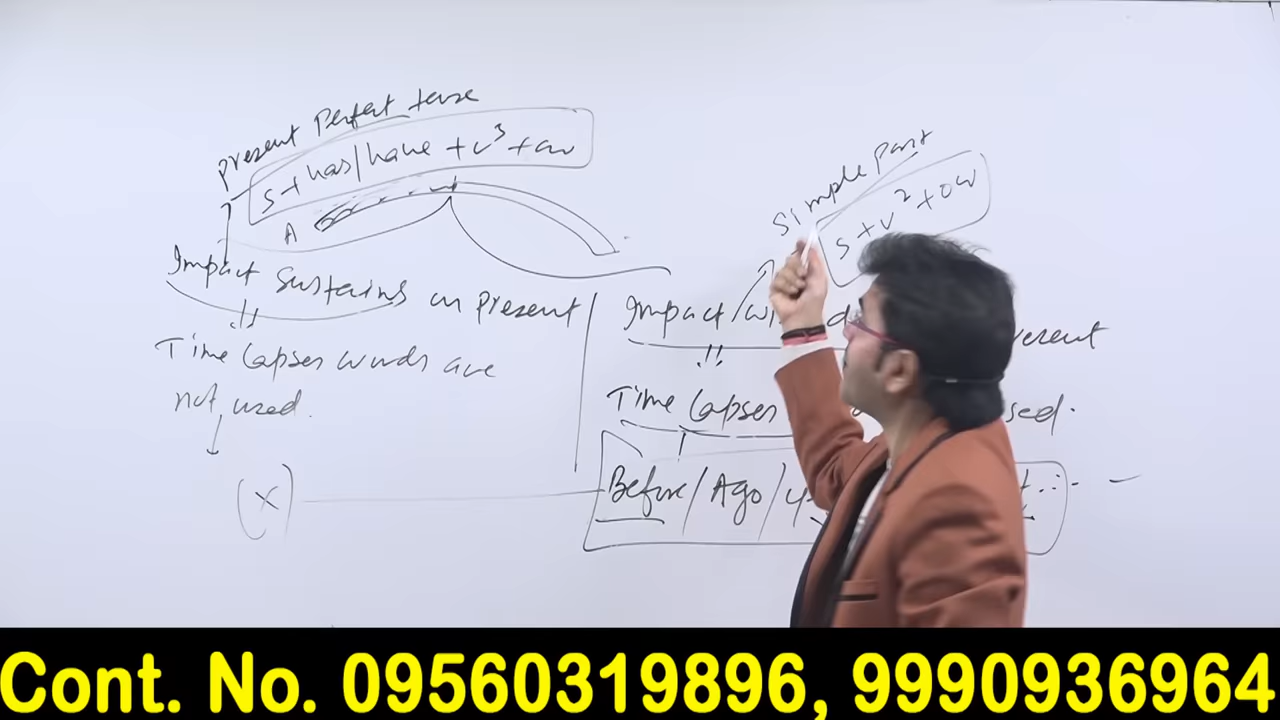 present perfect tense
S + has/have + v³ + ow
A
Impact sustains on present
Time lapses words are
not used.
(x)
Simple past
S + v² + ow
Impact
Time lapses used.
Before / Ago /
Cont. No. 09560319896, 9990936964